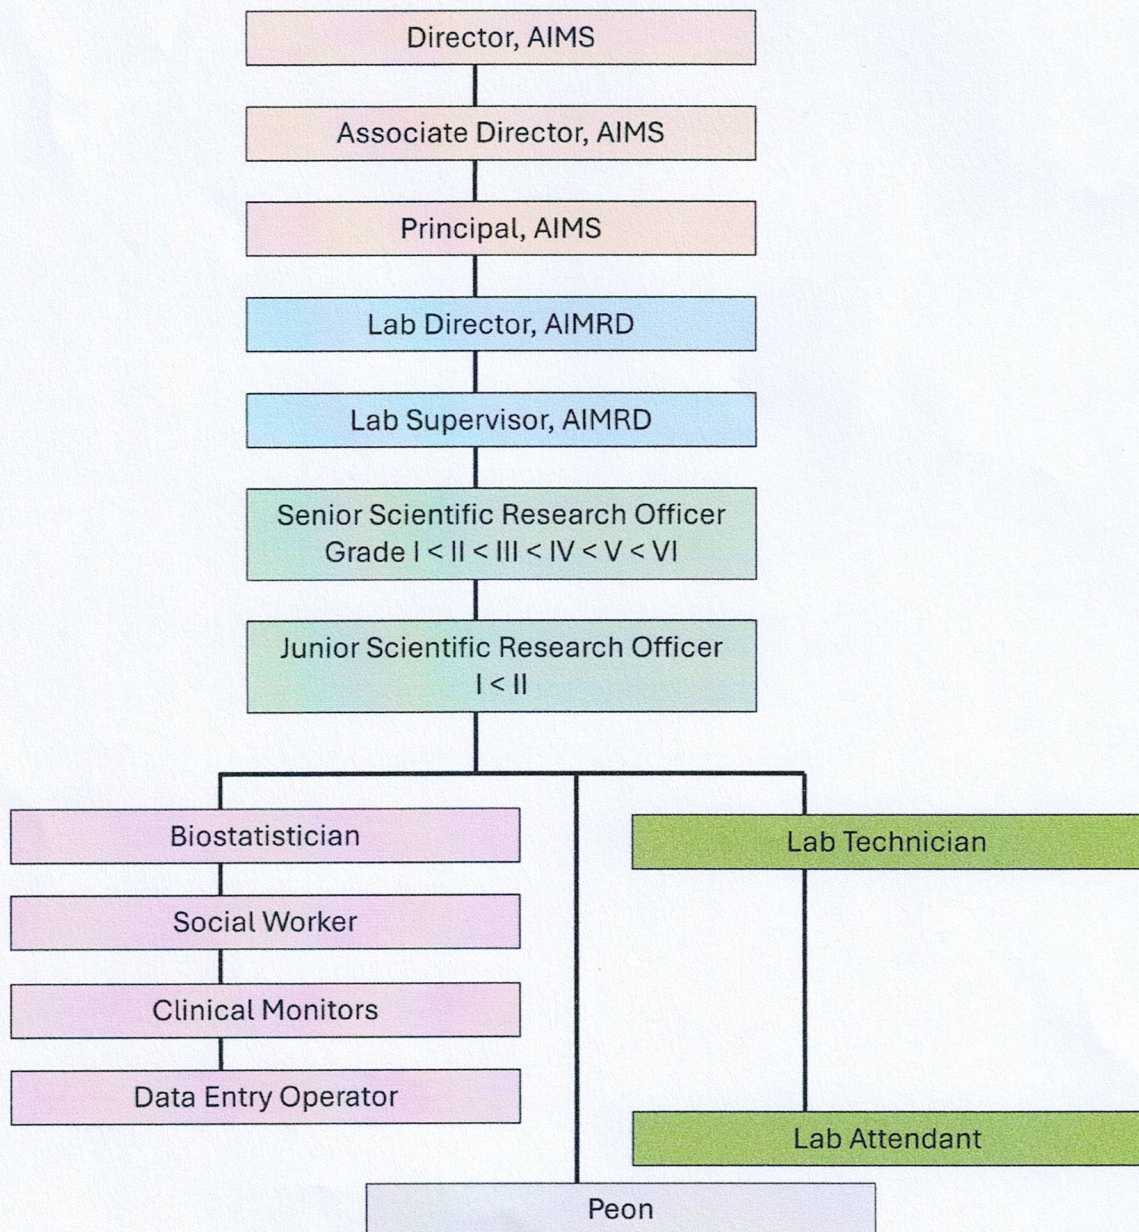 Director, AIMS
Associate Director, AIMS
Principal, AIMS
Lab Director, AIMRD
Lab Supervisor, AIMRD
Senior Scientific Research Officer
Grade I < II < III < IV < V < VI
Junior Scientific Research Officer
I < II
Biostatistician
Social Worker
Clinical Monitors
Data Entry Operator
Lab Technician
Lab Attendant
Peon